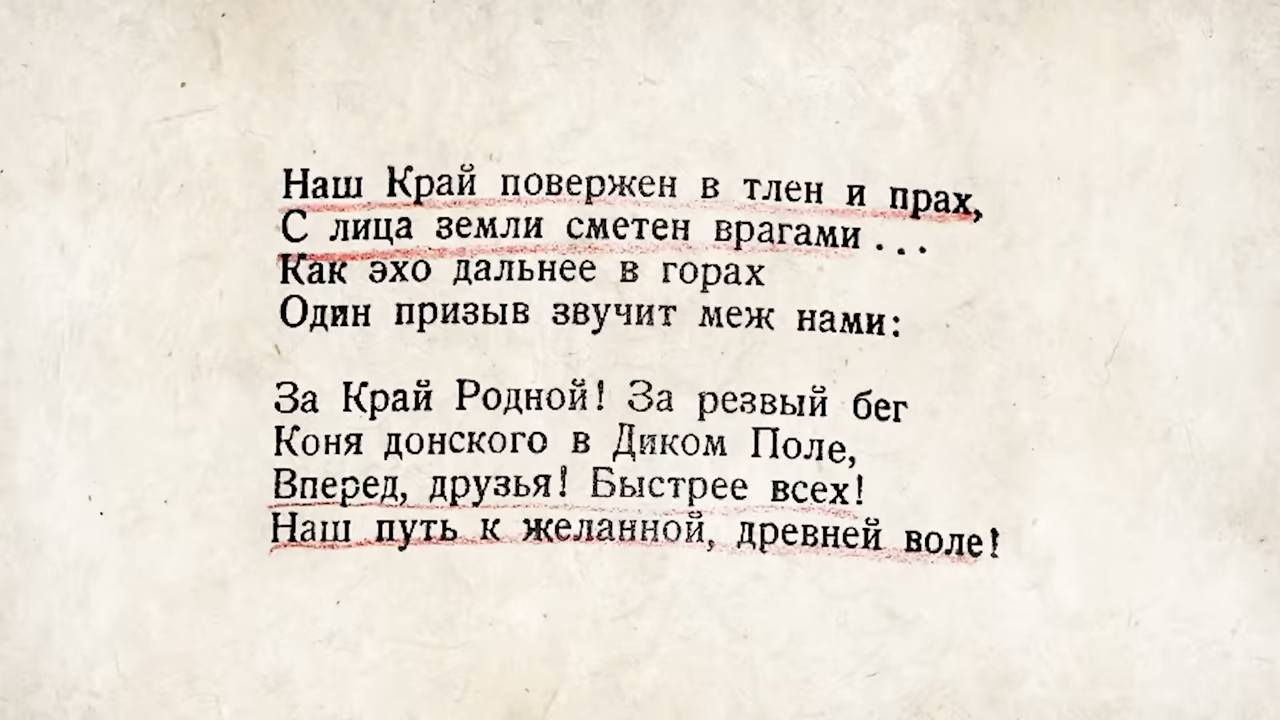 Наш Край повержен в тлен и прах,
С лица земли сметен врагами...
Как эхо дальнее в горах
Один призыв звучит меж нами:
За Край Родной! За резвый бег
Коня донского в Диком Поле,
Вперед, друзья! Быстрее всех!
Наш путь к желанной, древней воле!